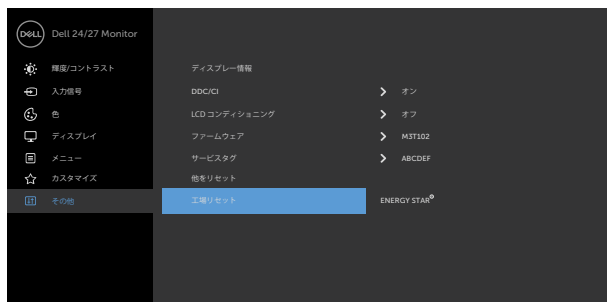 DELL Dell 24/27 Monitor
輝度/コントラスト ディスプレー情報
入力信号 DDC/CI オン
色 LCD コンディショニング オフ
ディスプレイ ファームウェア M3T102
メニュー サービスタグ ABCDEF
カスタマイズ 他をリセット
その他 工場リセット ENERGY STAR®